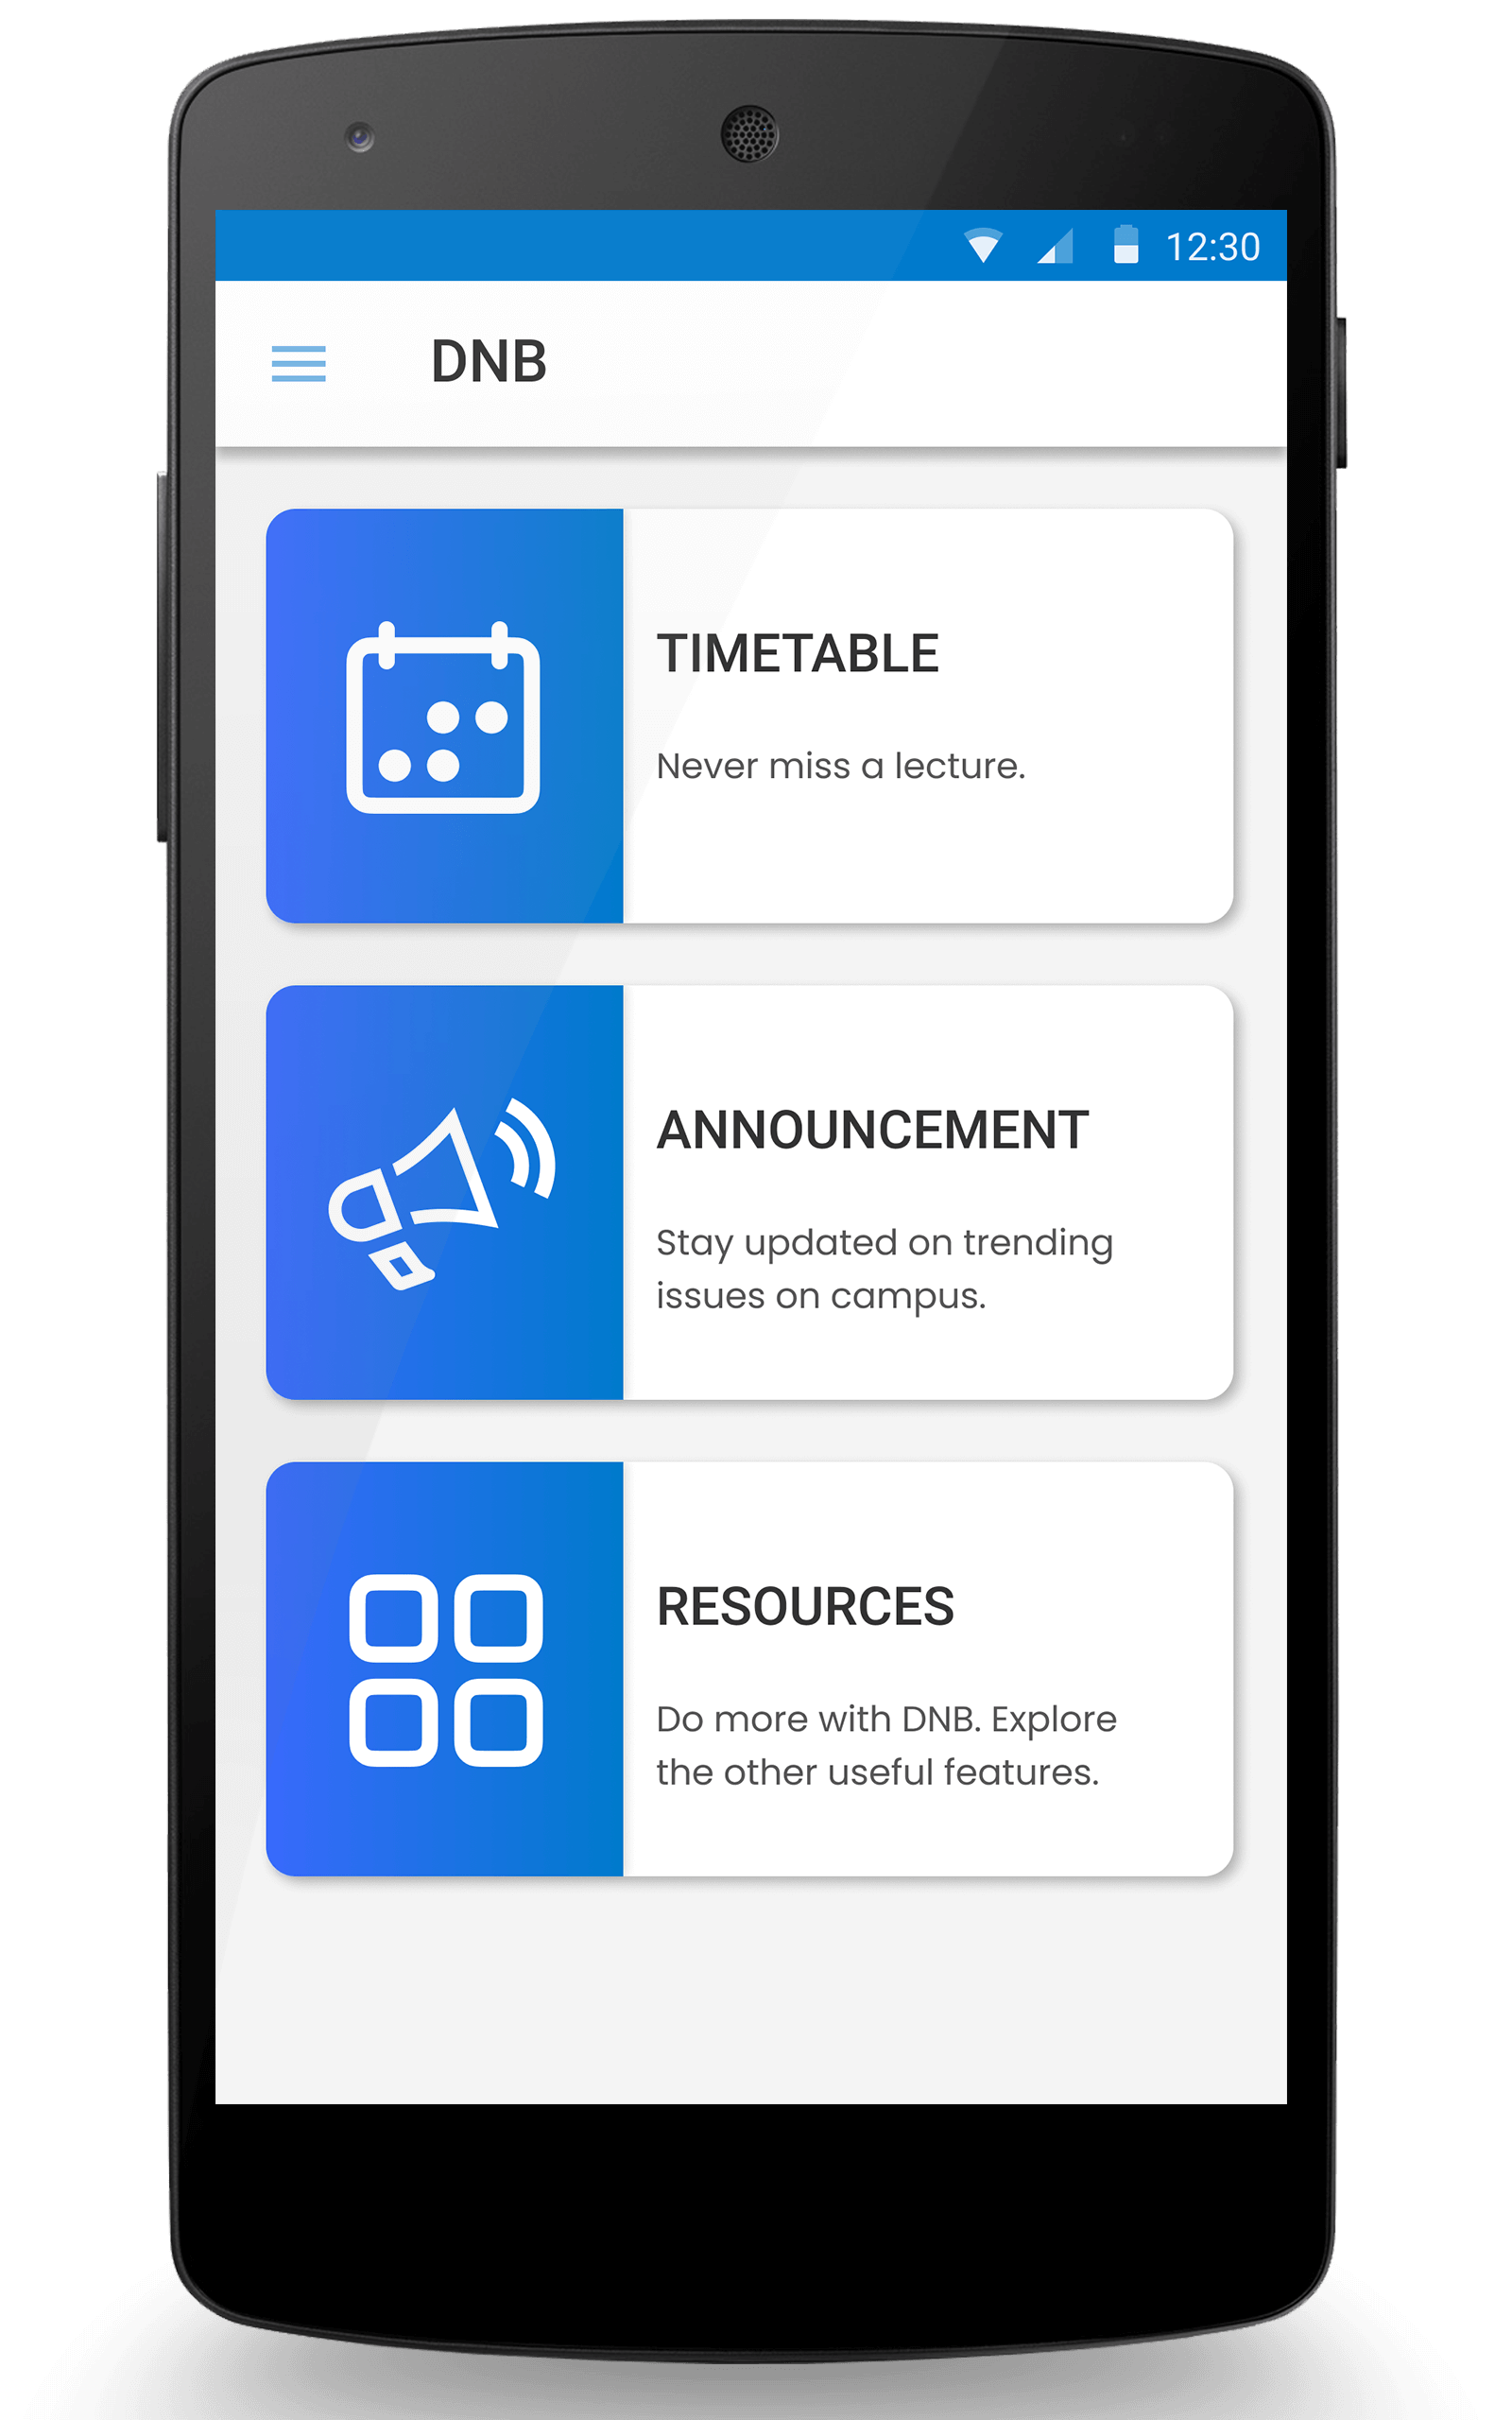 12:30
DNB
TIMETABLE
Never miss a lecture.
ANNOUNCEMENT
Stay updated on trending
issues on campus.
RESOURCES
Do more with DNB. Explore
the other useful features.